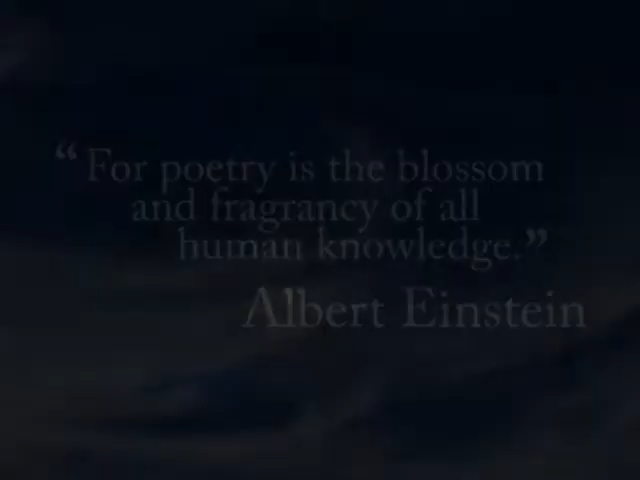 “For poetry is the blossom
and fragrancy of all
human knowledge.”
Albert Einstein